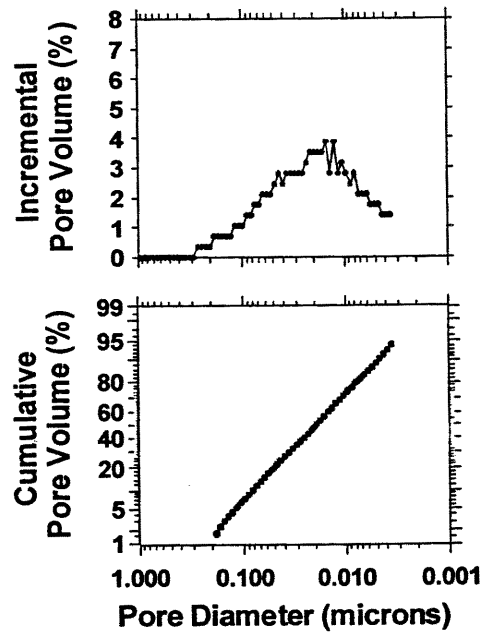 Incremental
Pore Volume (%)
8
7
6
5
4
3
2
1
0
Cumulative
Pore Volume (%)
99
95
80
60
40
20
5
1
1.000 0.100 0.010 0.001
Pore Diameter (microns)